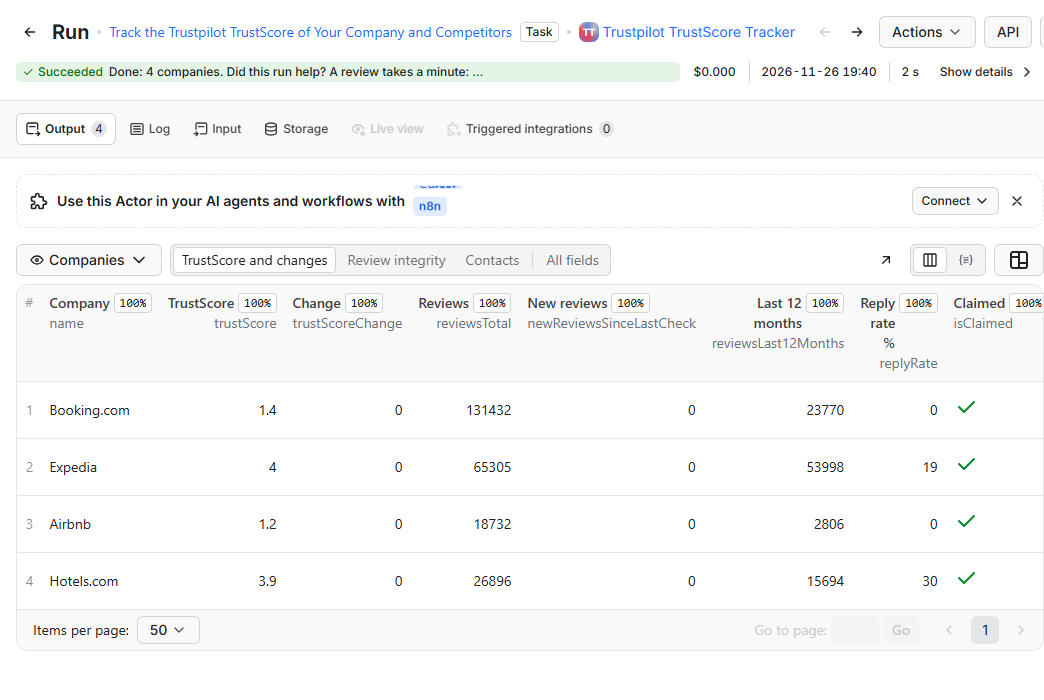 Run • Track the Trustpilot TrustScore of Your Company and Competitors Task • TT Trustpilot TrustScore Tracker Actions API
Succeeded Done: 4 companies. Did this run help? A review takes a minute: ... $0.000 2026-11-26 19:40 2 s Show details
Output 4 Log Input Storage Live view Triggered integrations 0
Use this Actor in your AI agents and workflows with n8n Connect
Companies TrustScore and changes Review integrity Contacts All fields
# Company 100% TrustScore 100% Change 100% Reviews 100% New reviews 100% Last 12 100% Reply 100% Claimed 100%
name trustScore trustScoreChange reviewsTotal newReviewsSinceLastCheck months rate isClaimed
reviewsLast12Months %
replyRate
1 Booking.com 1.4 0 131432 0 23770 0
2 Expedia 4 0 65305 0 53998 19
3 Airbnb 1.2 0 18732 0 2806 0
4 Hotels.com 3.9 0 26896 0 15694 30
Items per page: 50 Go to page: Go 1